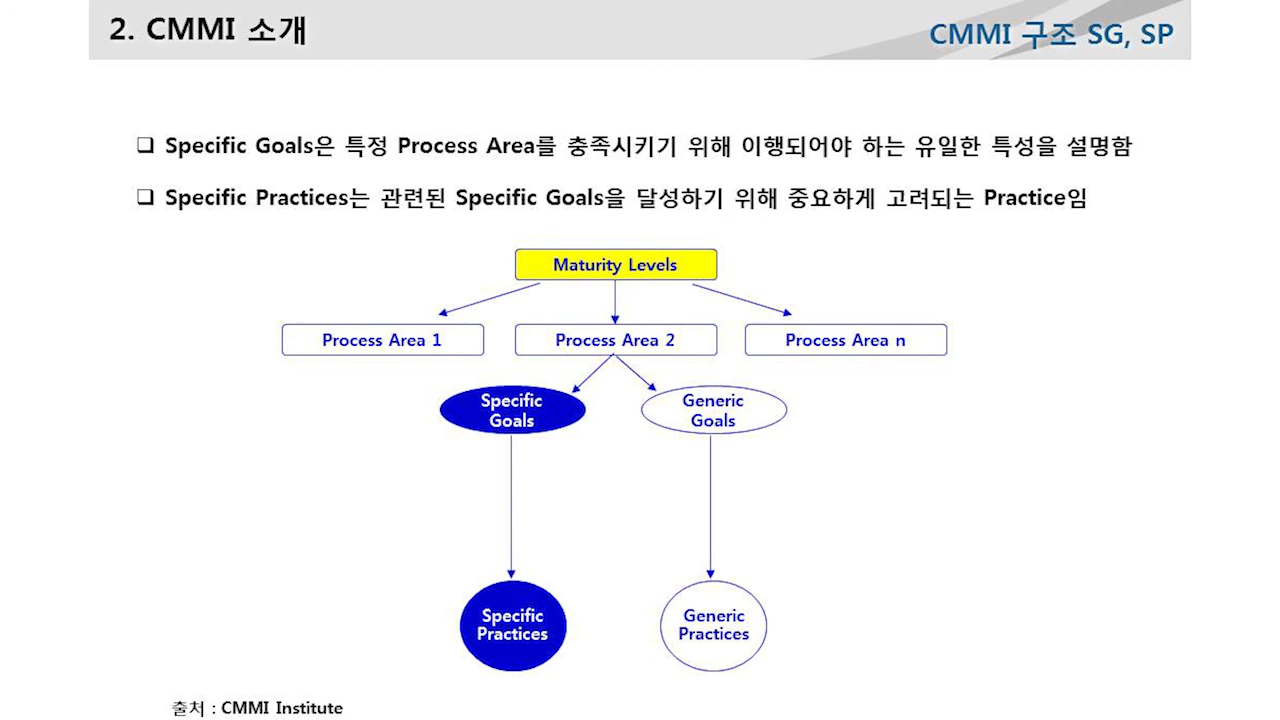 2. CMMI 소개
CMMI 구조 SG, SP
❑ Specific Goals은 특정 Process Area를 충족시키기 위해 이행되어야 하는 유일한 특성을 설명함
❑ Specific Practices는 관련된 Specific Goals을 달성하기 위해 중요하게 고려되는 Practice임
Maturity Levels
Process Area 1
Process Area 2
Process Area n
Specific
Goals
Generic
Goals
Specific
Practices
Generic
Practices
출처 : CMMI Institute